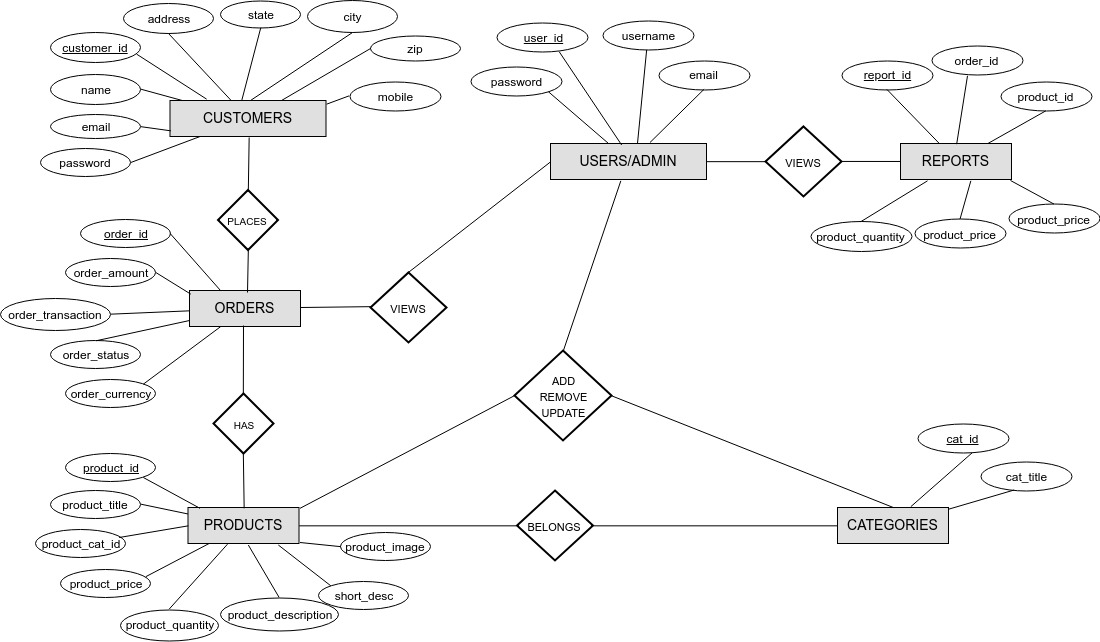 address
state
city
customer_id
zip
name
mobile
CUSTOMERS
email
password
user_id
username
password
email
USERS/ADMIN
VIEWS
report_id
order_id
product_id
REPORTS
product_quantity
product_price
product_price
PLACES
order_id
order_amount
ORDERS
order_transaction
order_status
order_currency
VIEWS
HAS
ADD
REMOVE
UPDATE
product_id
product_title
PRODUCTS
product_cat_id
product_price
product_quantity
product_description
short_desc
product_image
BELONGS
cat_id
cat_title
CATEGORIES